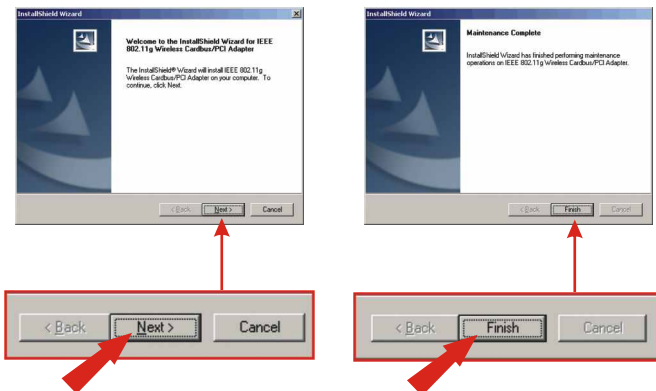 InstallShield Wizard
Welcome to the InstallShield Wizard for IEEE
802.11g Wireless Cardbus/PCI Adapter
The InstallShield® Wizard will install IEEE 802.11g
Wireless Cardbus/PCI Adapter on your computer. To
continue, click Next.
< Back Next > Cancel
< Back Next > Cancel
InstallShield Wizard
Maintenance Complete
InstallShield Wizard has finished performing maintenance
operations on IEEE 802.11g Wireless Cardbus/PCI Adapter.
< Back Finish Cancel
< Back Finish Cancel